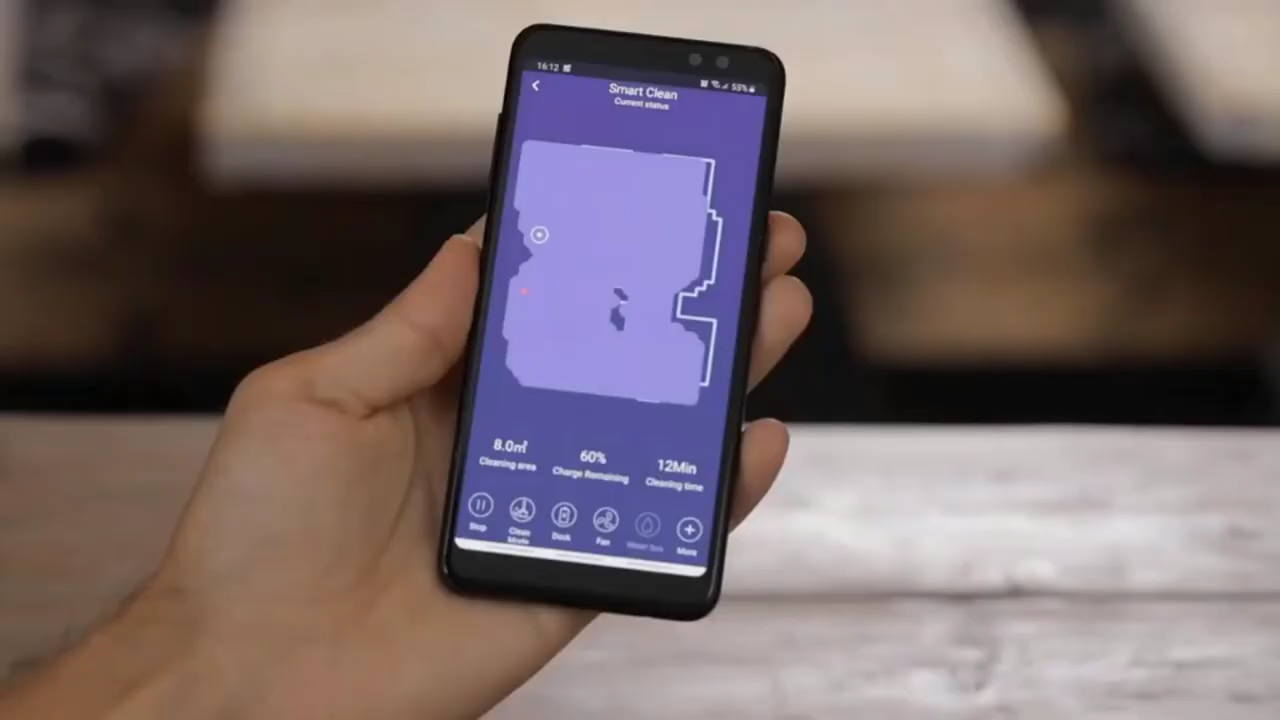 16:12
53%
Smart Clean
Current status
8.0㎡
Cleaning area
60%
Charge Remaining
12Min
Cleaning time
Stop
Clean
Mode
Dock
Fan
More